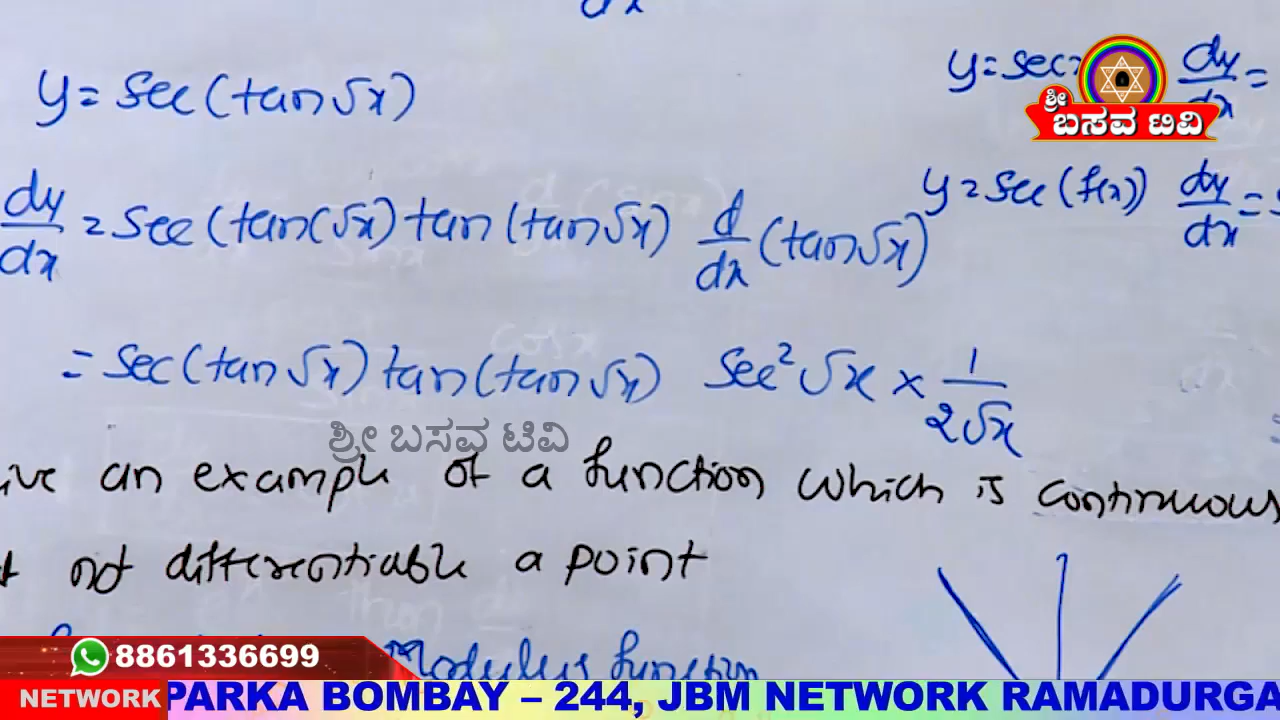 dx
y = sec(tan√x)
y = sec dy/dx =
ಶ್ರೀ
ಬಸವ ಟಿವಿ
dy/dx = sec(tan(√x) tan(tan√x) d/dx (tan√x)
y = sec(f(x)) dy/dx =
= sec(tan√x) tan(tan√x) sec²√x × 1/2√x
ಶ್ರೀ ಬಸವ ಟಿವಿ
ive an example of a function which is continuous
t not differentiable a point
Modulus function
8861336699
NETWORK PARKA BOMBAY – 244, JBM NETWORK RAMADURGA